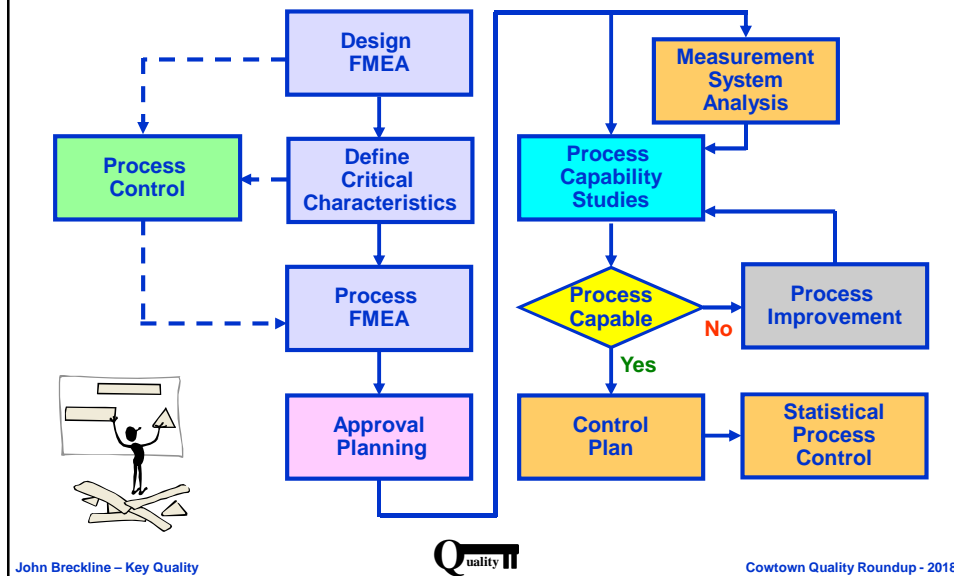 Design
FMEA
Process
Control
Define
Critical
Characteristics
Process
FMEA
Approval
Planning
Measurement
System
Analysis
Process
Capability
Studies
Process
Capable
No
Yes
Process
Improvement
Control
Plan
Statistical
Process
Control
John Breckline – Key Quality
Quality
Cowtown Quality Roundup - 2018